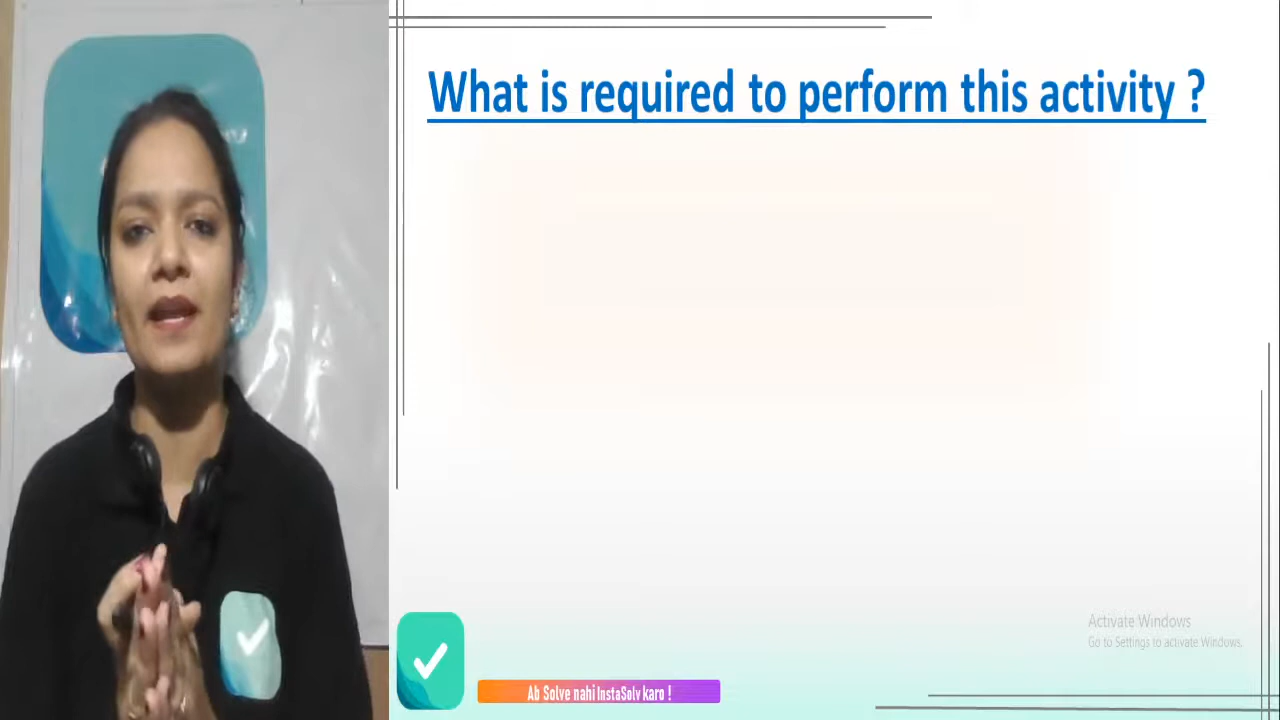 What is required to perform this activity ?
Activate Windows
Go to Settings to activate Windows.
Ab Solve nahi InstaSolv karo !